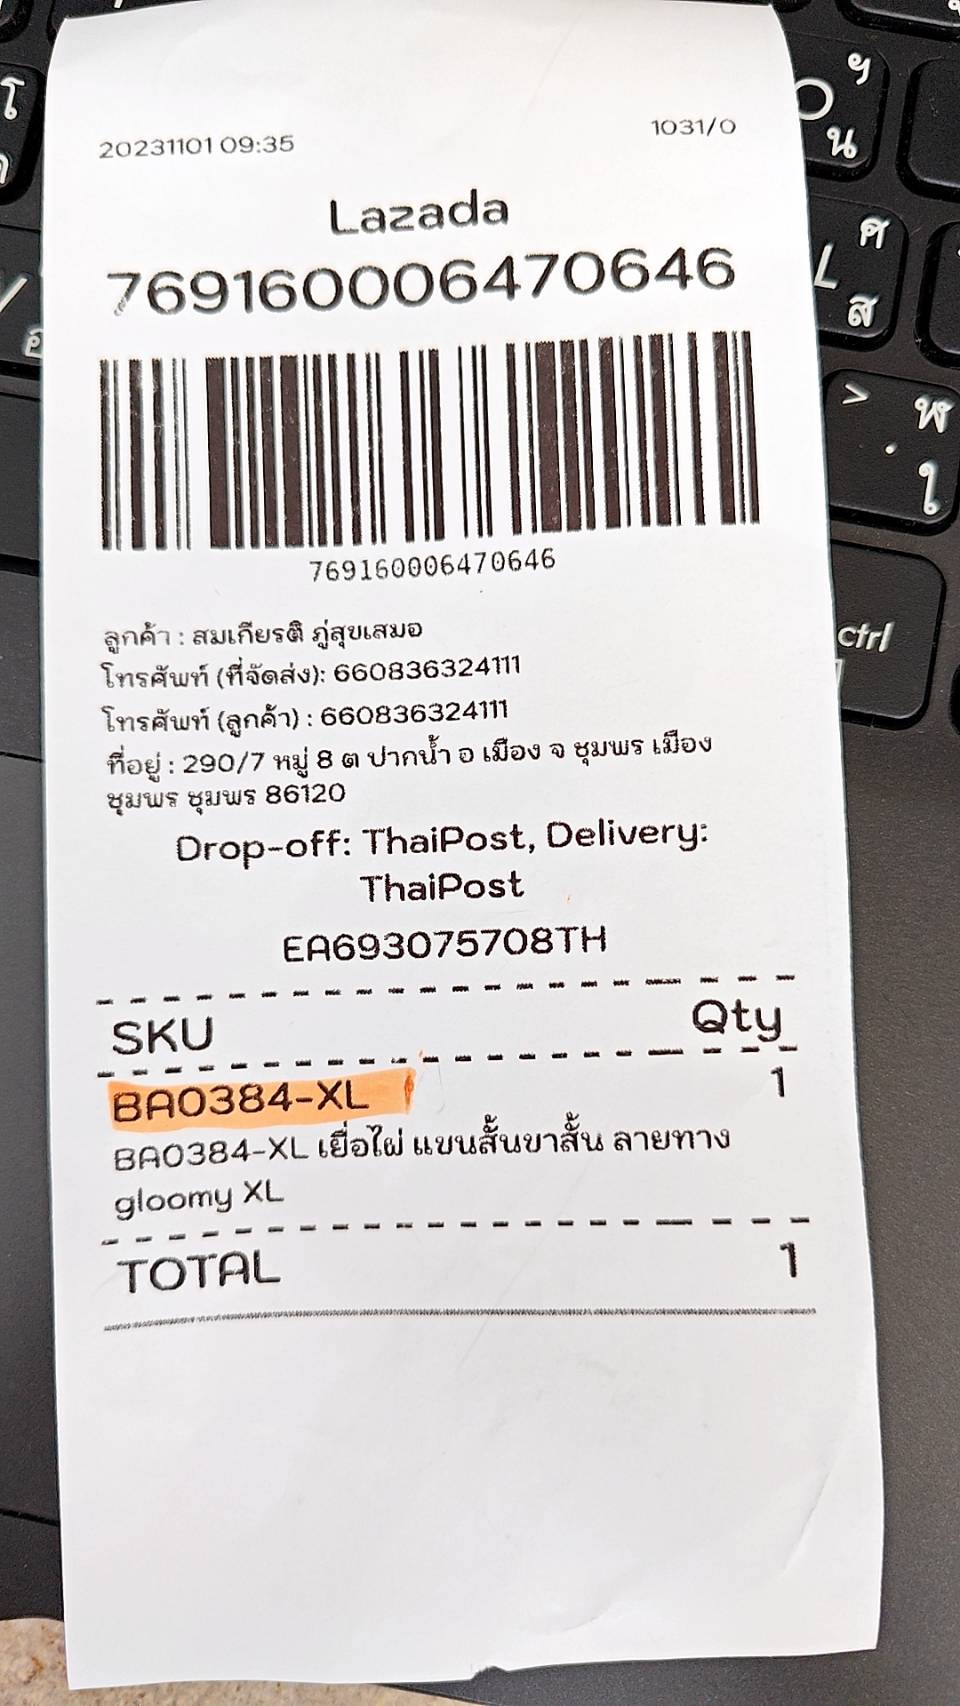 20231101 09:35
1031/0
Lazada
769160006470646
769160006470646
ลูกค้า : สมเกียรติ ภู่สุขเสมอ
โทรศัพท์ (ที่จัดส่ง): 660836324111
โทรศัพท์ (ลูกค้า) : 660836324111
ที่อยู่ : 290/7 หมู่ 8 ต ปากน้ำ อ เมือง จ ชุมพร เมือง
ชุมพร ชุมพร 86120
Drop-off: ThaiPost, Delivery:
ThaiPost
EA693075708TH
SKU Qty
BA0384-XL 1
BA0384-XL เยื่อไผ่ แขนสั้นขาสั้น ลายทาง
gloomy XL
TOTAL 1
ฯ
น
L
ศ
ส
>
.
ฬ
ใ
ctrl